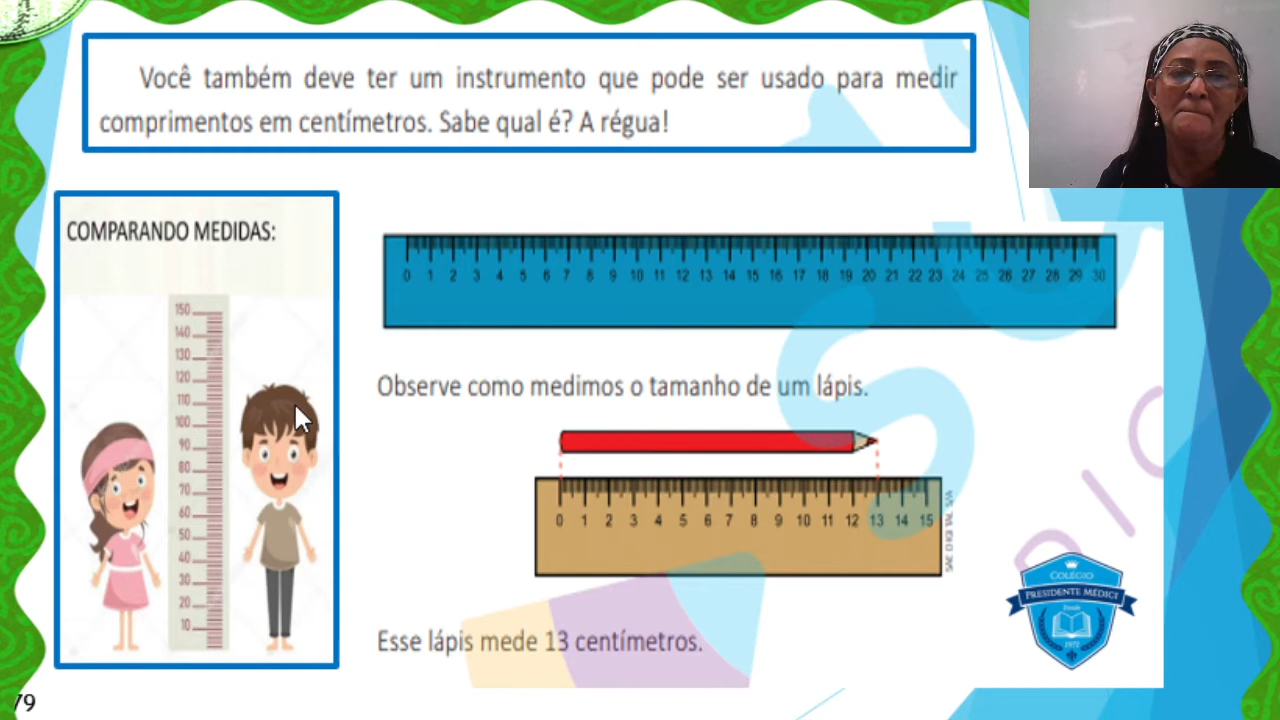 Você também deve ter um instrumento que pode ser usado para medir
comprimentos em centímetros. Sabe qual é? A régua!
COMPARANDO MEDIDAS:
150
140
130
120
110
100
90
80
70
60
50
40
30
20
10
0 1 2 3 4 5 6 7 8 9 10 11 12 13 14 15 16 17 18 19 20 21 22 23 24 25 26 27 28 29 30
Observe como medimos o tamanho de um lápis.
0 1 2 3 4 5 6 7 8 9 10 11 12 13 14 15
SAE DIGITAL S/A
Esse lápis mede 13 centímetros.
COLÉGIO
PRESIDENTE MÉDICI
Desde
1972
79